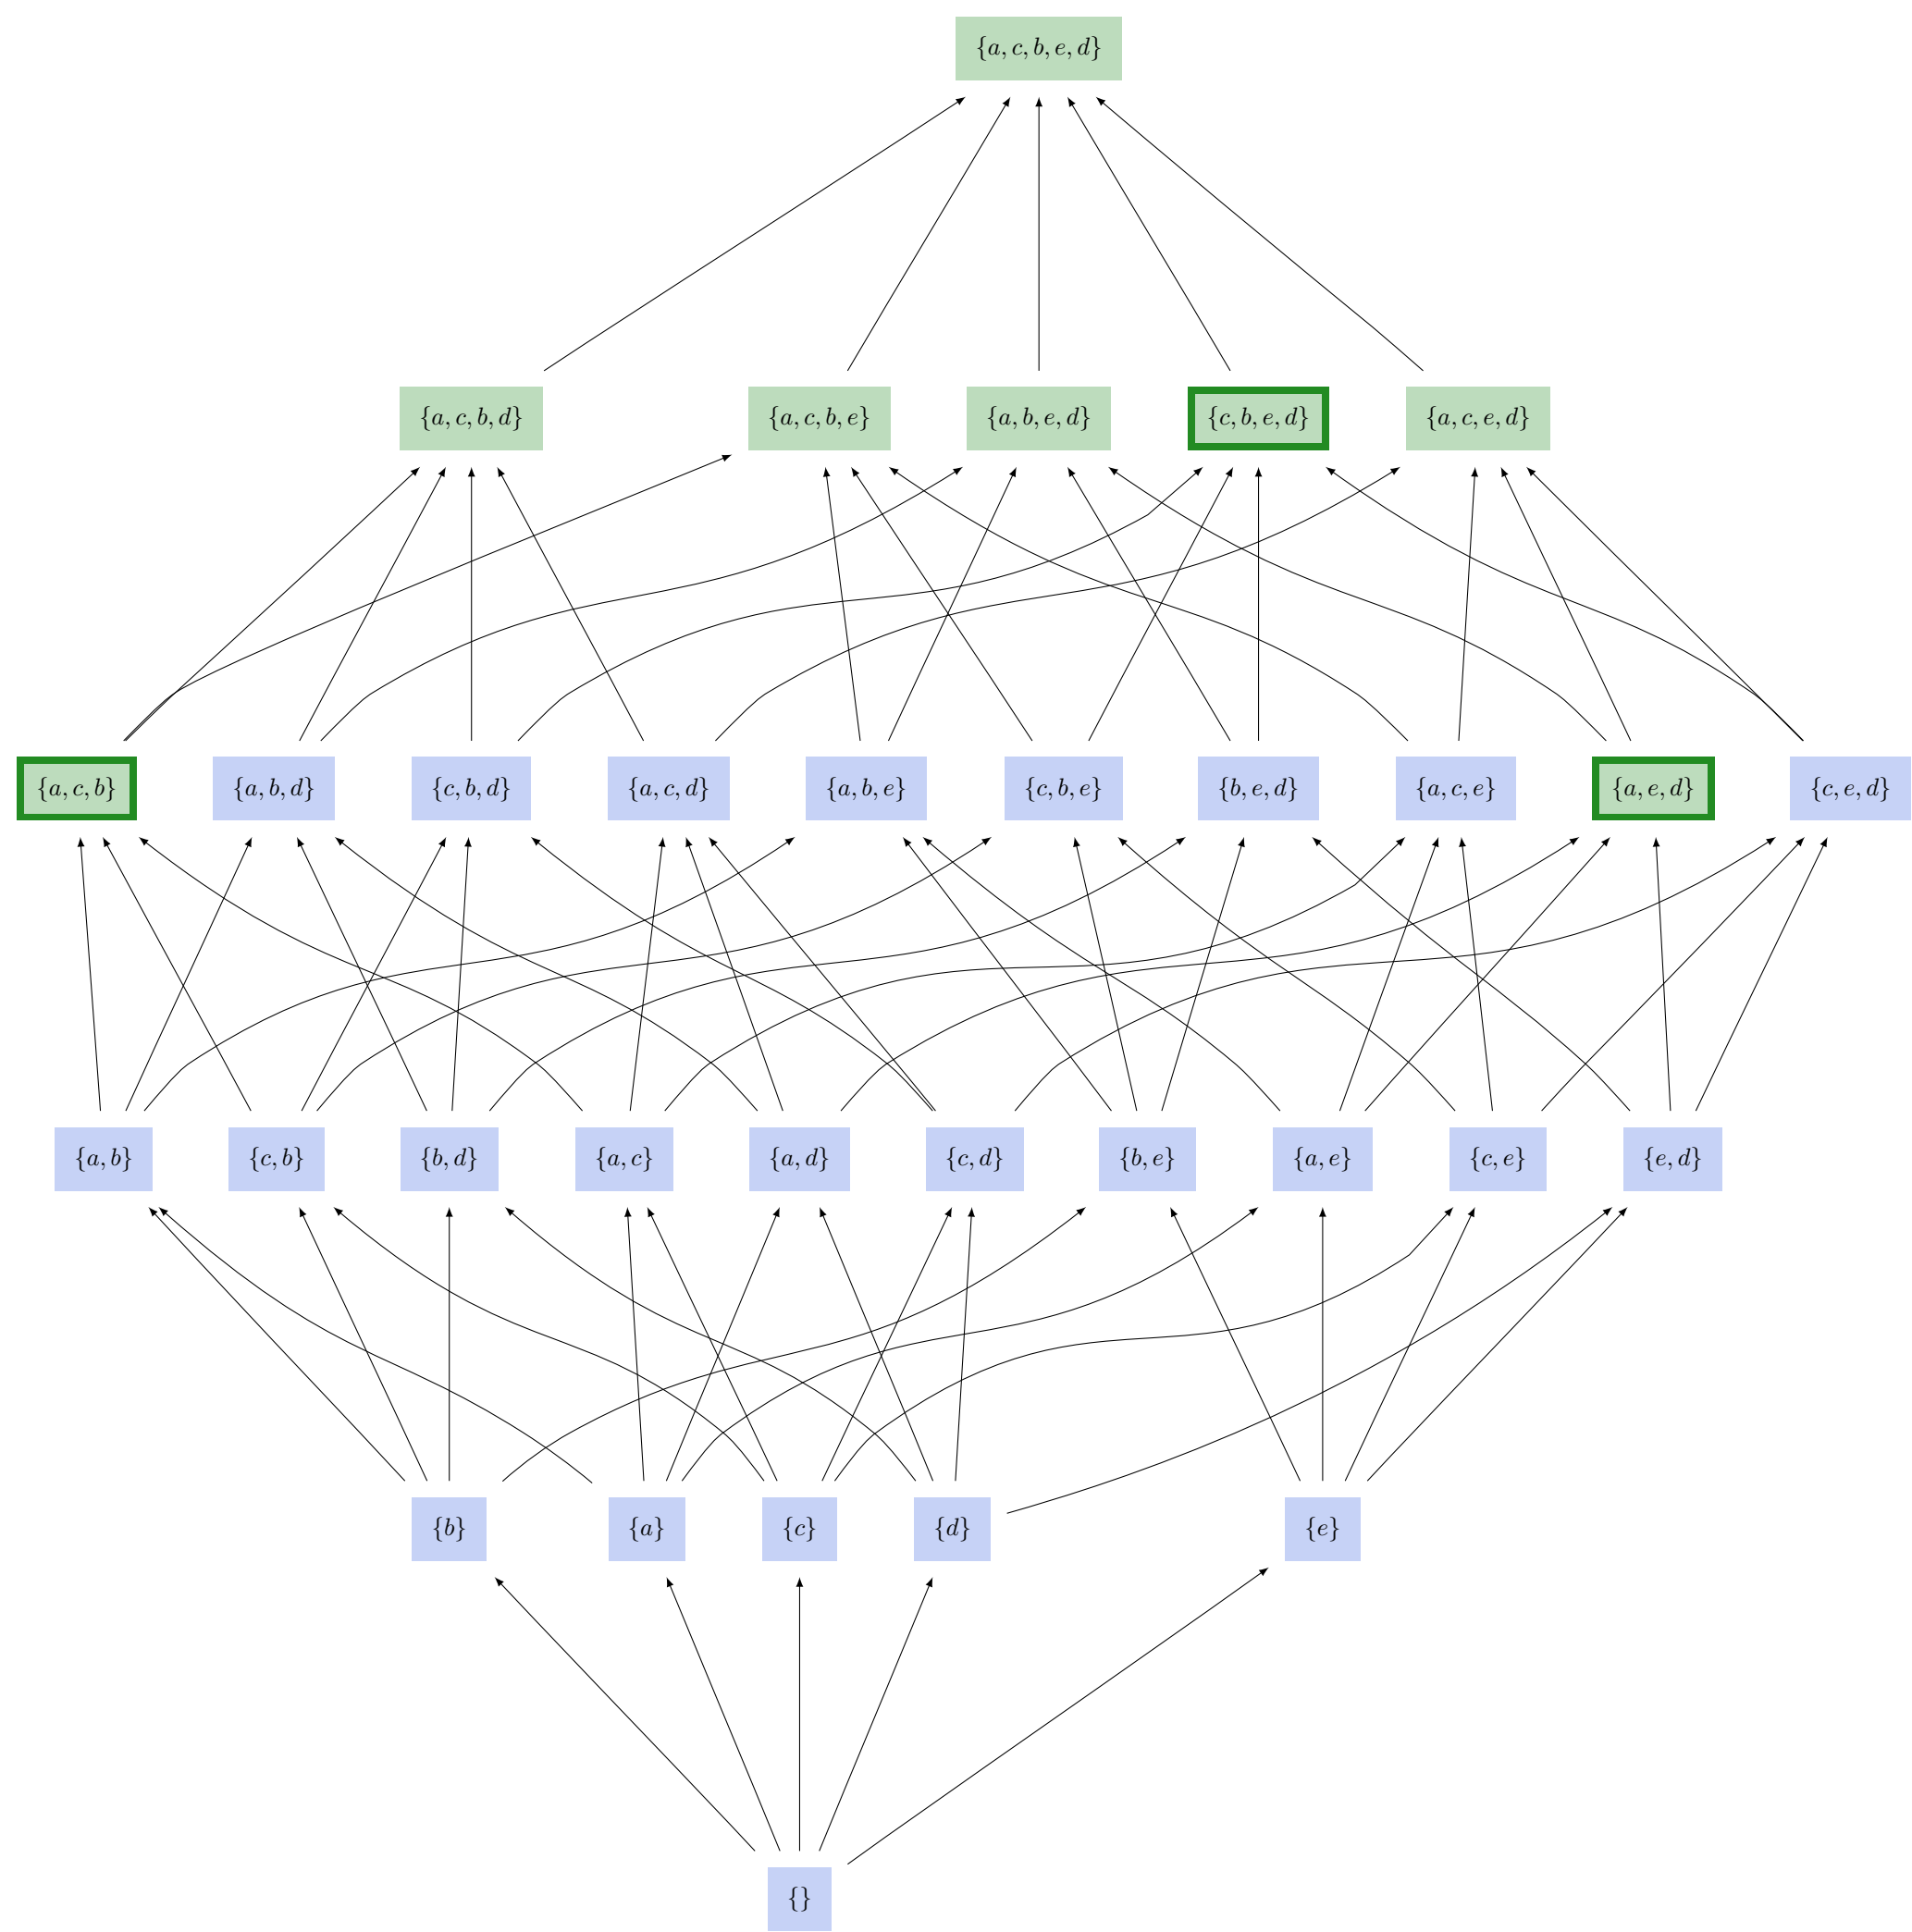 {a, c, b, e, d}
{a, c, b, d} {a, c, b, e} {a, b, e, d} {c, b, e, d} {a, c, e, d}
{a, c, b} {a, b, d} {c, b, d} {a, c, d} {a, b, e} {c, b, e} {b, e, d} {a, c, e} {a, e, d} {c, e, d}
{a, b} {c, b} {b, d} {a, c} {a, d} {c, d} {b, e} {a, e} {c, e} {e, d}
{b} {a} {c} {d} {e}
{}